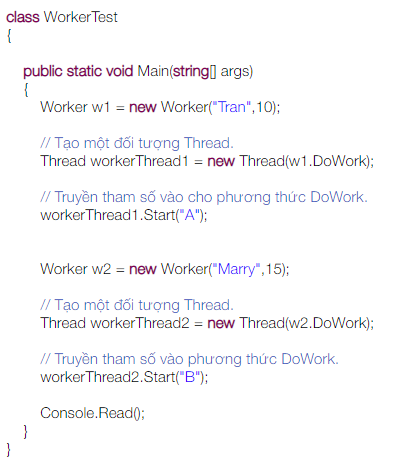 class WorkerTest
{
public static void Main(string[] args)
{
Worker w1 = new Worker("Tran",10);
// Tạo một đối tượng Thread.
Thread workerThread1 = new Thread(w1.DoWork);
// Truyền tham số vào cho phương thức DoWork.
workerThread1.Start("A");
Worker w2 = new Worker("Marry",15);
// Tạo một đối tượng Thread.
Thread workerThread2 = new Thread(w2.DoWork);
// Truyền tham số vào phương thức DoWork.
workerThread2.Start("B");
Console.Read();
}
}